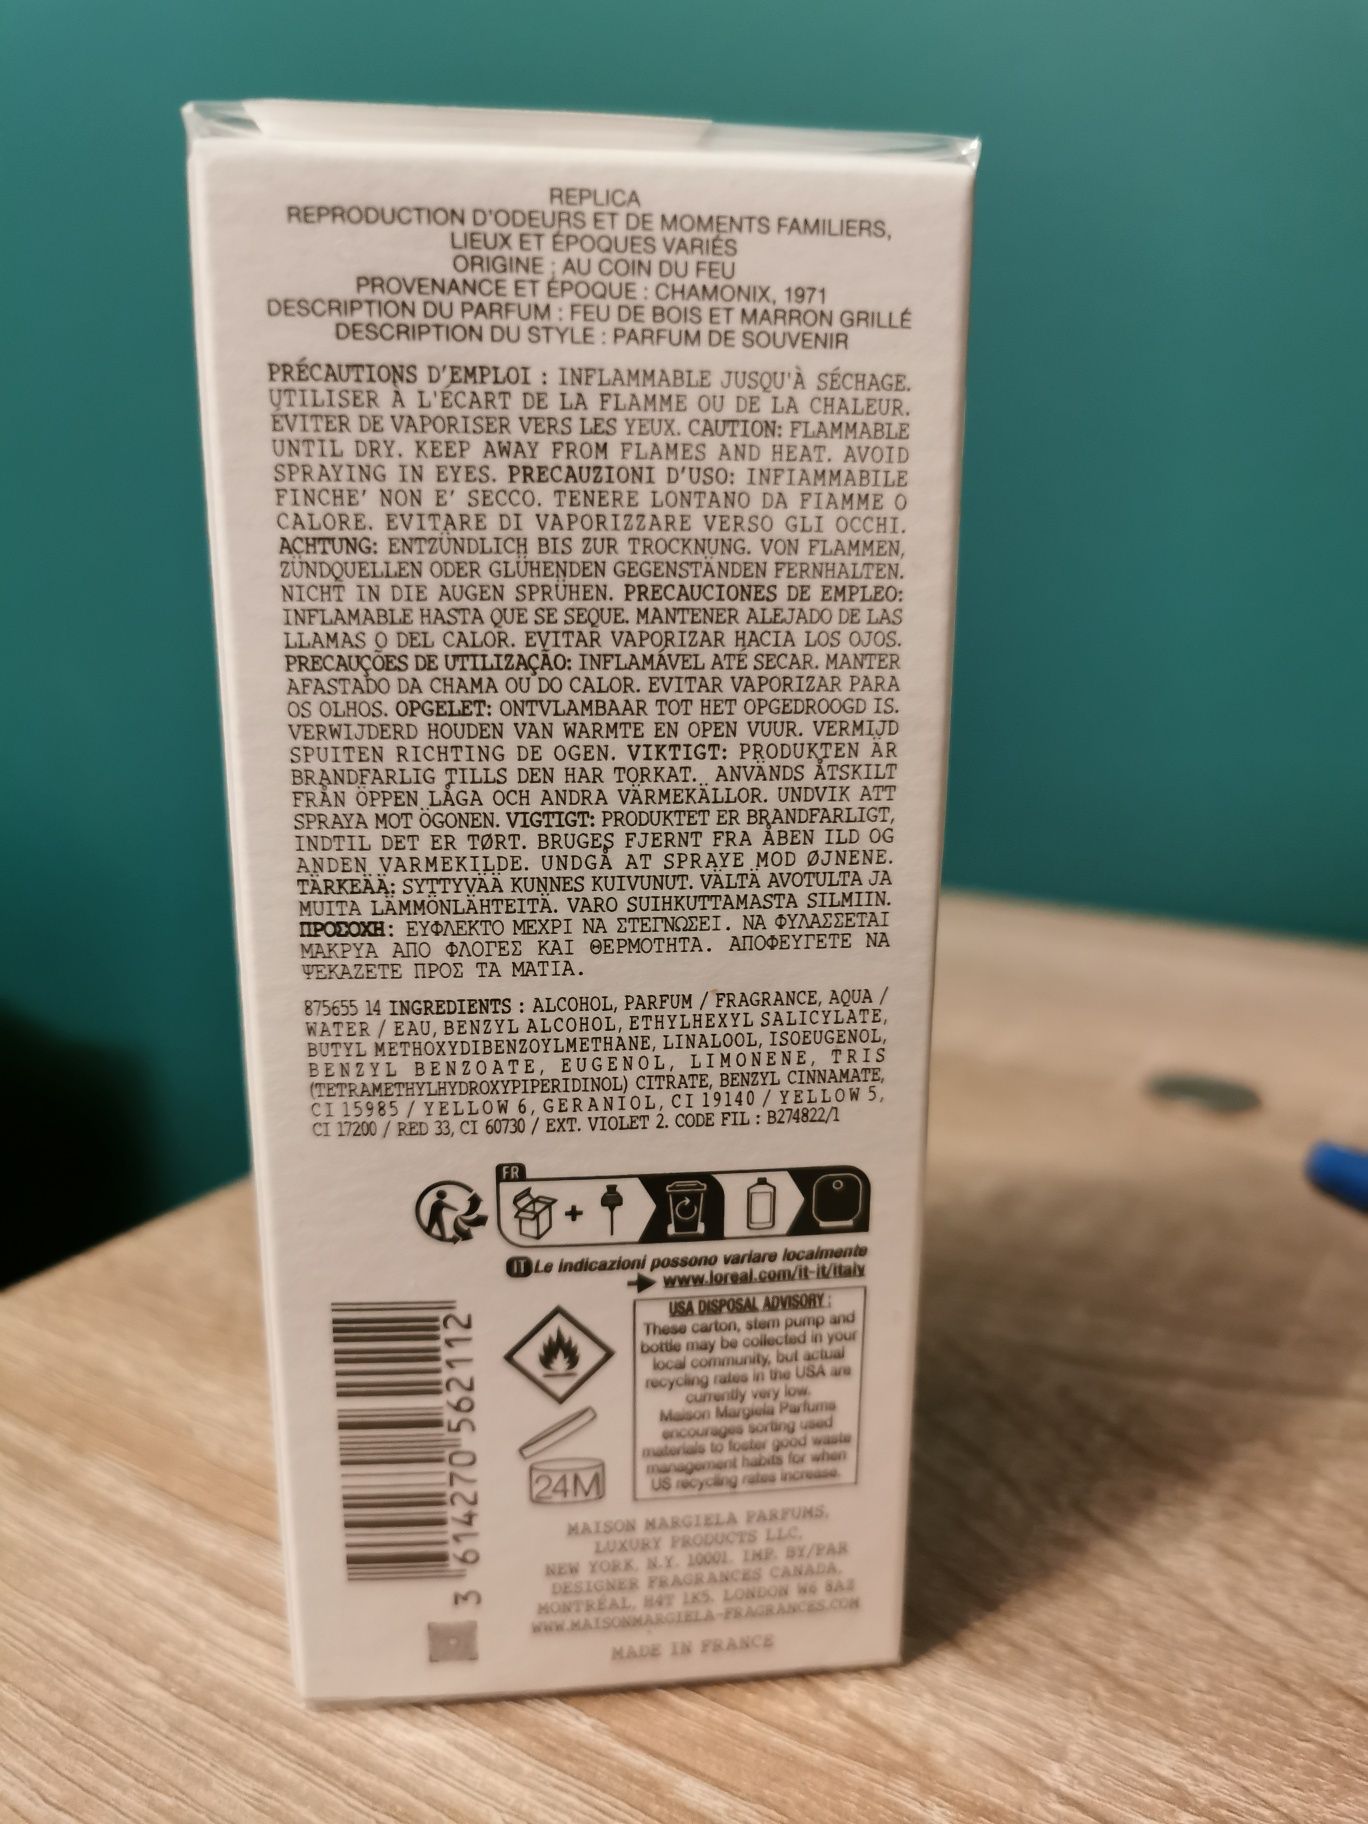 REPLICA
REPRODUCTION D'ODEURS ET DE MOMENTS FAMILIERS,
LIEUX ET ÉPOQUES VARIÉS
ORIGINE : AU COIN DU FEU
PROVENANCE ET ÉPOQUE : CHAMONIX, 1971
DESCRIPTION DU PARFUM : FEU DE BOIS ET MARRON GRILLÉ
DESCRIPTION DU STYLE : PARFUM DE SOUVENIR
PRÉCAUTIONS D'EMPLOI : INFLAMMABLE JUSQU'À SÉCHAGE.
UTILISER À L'ÉCART DE LA FLAMME OU DE LA CHALEUR.
ÉVITER DE VAPORISER VERS LES YEUX. CAUTION: FLAMMABLE
UNTIL DRY. KEEP AWAY FROM FLAMES AND HEAT. AVOID
SPRAYING IN EYES. PRECAUZIONI D'USO: INFIAMMABILE
FINCHE' NON E' SECCO. TENERE LONTANO DA FIAMME O
CALORE. EVITARE DI VAPORIZZARE VERSO GLI OCCHI.
ACHTUNG: ENTZÜNDLICH BIS ZUR TROCKNUNG. VON FLAMMEN,
ZÜNDQUELLEN ODER GLÜHENDEN GEGENSTÄNDEN FERNHALTEN.
NICHT IN DIE AUGEN SPRÜHEN. PRECAUCIONES DE EMPLEO:
INFLAMABLE HASTA QUE SE SEQUE. MANTENER ALEJADO DE LAS
LLAMAS O DEL CALOR. EVITAR VAPORIZAR HACIA LOS OJOS.
PRECAUÇÕES DE UTILIZAÇÃO: INFLAMÁVEL ATÉ SECAR. MANTER
AFASTADO DA CHAMA OU DO CALOR. EVITAR VAPORIZAR PARA
OS OLHOS. OPGELET: ONTVLAMBAAR TOT HET OPGEDROOGD IS.
VERWIJDERD HOUDEN VAN WARMTE EN OPEN VUUR. VERMIJD
SPUITEN RICHTING DE OGEN. VIKTIGT: PRODUKTEN ÄR
BRANDFARLIG TILLS DEN HAR TORKAT. ANVÄNDS ÅTSKILT
FRÅN ÖPPEN LÅGA OCH ANDRA VÄRMEKÄLLOR. UNDVIK ATT
SPRAYA MOT ÖGONEN. VIGTIGT: PRODUKTET ER BRANDFARLIGT,
INDTIL DET ER TØRT. BRUGES FJERNT FRA ÅBEN ILD OG
ANDEN VARMEKILDE. UNDGÅ AT SPRAYE MOD ØJNENE.
TÄRKEÄÄ: SYTTYVÄÄ KUNNES KUIVUNUT. VÄLTÄ AVOTULTA JA
MUITA LÄMMÖNLÄHTEITÄ. VARO SUIHKUTTAMASTA SILMIIN.
ΠΡΟΣΟΧΗ: ΕΥΦΛΕΚΤΟ ΜΕΧΡΙ ΝΑ ΣΤΕΓΝΩΣΕΙ. ΝΑ ΦΥΛΑΣΣΕΤΑΙ
ΜΑΚΡΥΑ ΑΠΟ ΦΛΟΓΕΣ ΚΑΙ ΘΕΡΜΟΤΗΤΑ. ΑΠΟΦΕΥΓΕΤΕ ΝΑ
ΨΕΚΑΖΕΤΕ ΠΡΟΣ ΤΑ ΜΑΤΙΑ.
875655 14 INGREDIENTS : ALCOHOL, PARFUM / FRAGRANCE, AQUA /
WATER / EAU, BENZYL ALCOHOL, ETHYLHEXYL SALICYLATE,
BUTYL METHOXYDIBENZOYLMETHANE, LINALOOL, ISOEUGENOL,
BENZYL BENZOATE, EUGENOL, LIMONENE, TRIS
(TETRAMETHYLHYDROXYPIPERIDINOL) CITRATE, BENZYL CINNAMATE,
CI 15985 / YELLOW 6, GERANIOL, CI 19140 / YELLOW 5,
CI 17200 / RED 33, CI 60730 / EXT. VIOLET 2. CODE FIL : B274822/1
FR
+
IT Le indicazioni possono variare localmente
www.loreal.com/it-it/italy
USA DISPOSAL ADVISORY :
These carton, stem pump and
bottle may be collected in your
local community, but actual
recycling rates in the USA are
currently very low.
Maison Margiela Parfums
encourages sorting used
materials to foster good waste
management habits for when
US recycling rates increase.
24M
3 614270 562112
MAISON MARGIELA PARFUMS,
LUXURY PRODUCTS LLC,
NEW YORK, N.Y. 10001. IMP. BY/PAR
DESIGNER FRAGRANCES CANADA,
MONTRÉAL, H4T 1K5. LONDON W6 8AZ
WWW.MAISONMARGIELA-FRAGRANCES.COM
MADE IN FRANCE